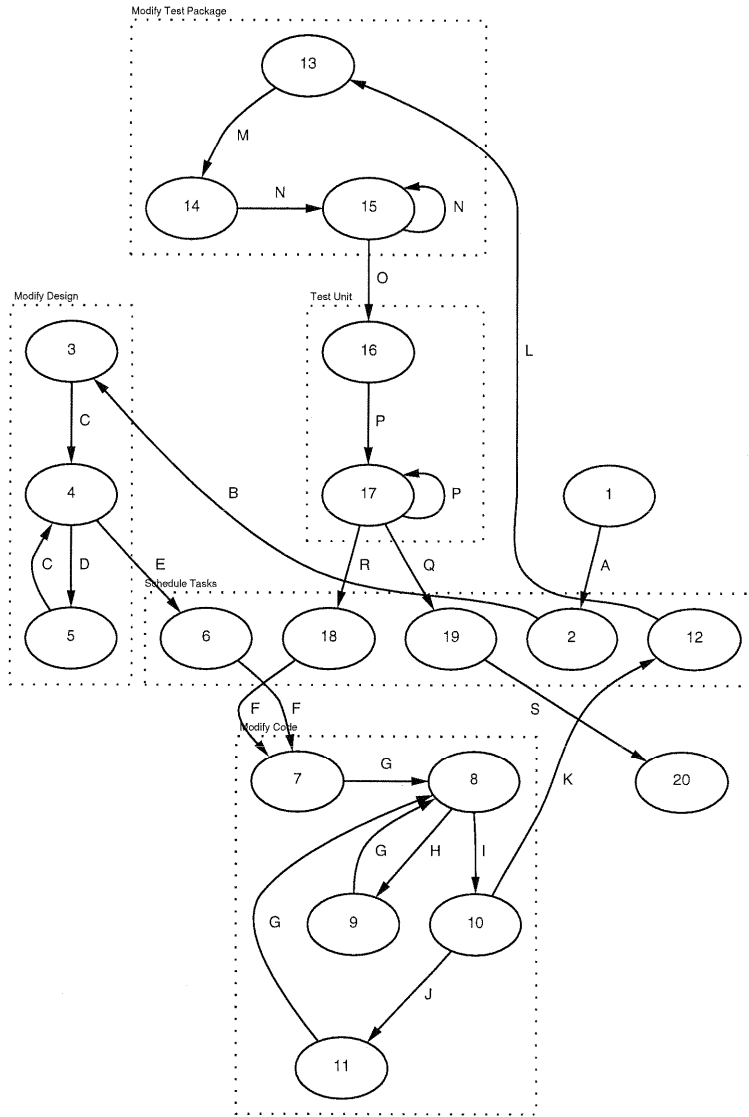 Modify Test Package
13
M
14
N
15
N
O
Modify Design
Test Unit
3
16
L
C
P
B
4
17
P
1
C
D
E
R
Q
A
Schedule Tasks
5
6
18
19
2
12
F
F
S
Modify Code
7
G
8
K
20
G
H
I
G
9
10
J
11